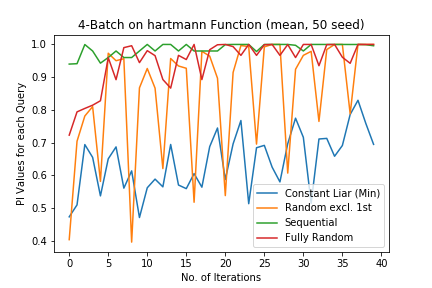 4-Batch on hartmann Function (mean, 50 seed)
PI Values for each Query
1.0
0.9
0.8
0.7
0.6
0.5
0.4
Constant Liar (Min)
Random excl. 1st
Sequential
Fully Random
0 5 10 15 20 25 30 35 40
No. of Iterations